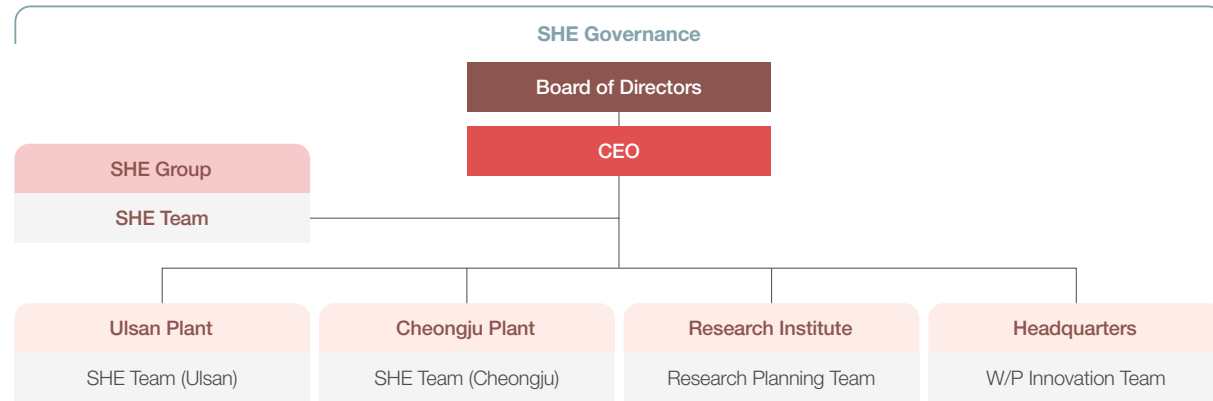 SHE Governance
Board of Directors
CEO
SHE Group
SHE Team
Ulsan Plant
SHE Team (Ulsan)
Cheongju Plant
SHE Team (Cheongju)
Research Institute
Research Planning Team
Headquarters
W/P Innovation Team